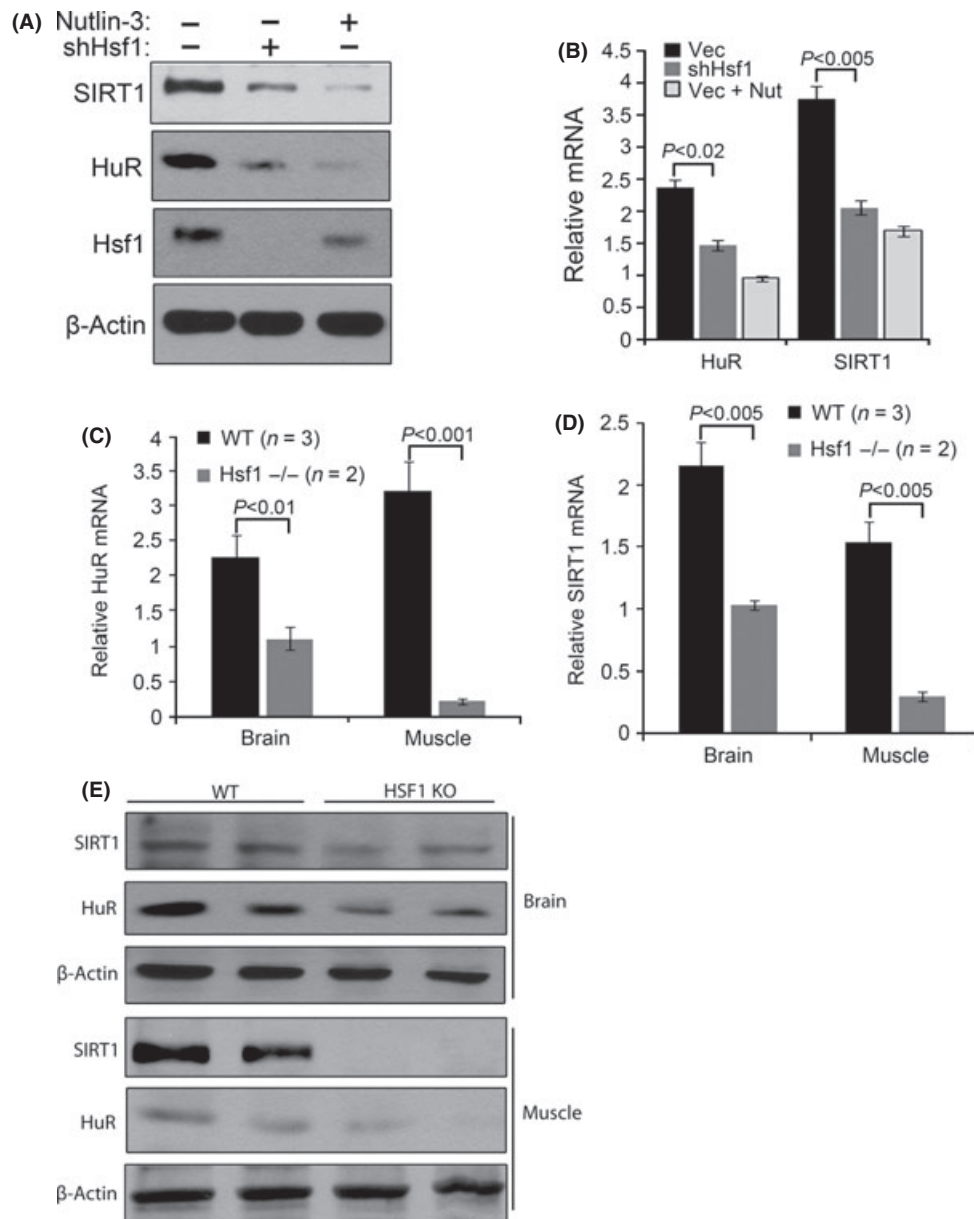 (A)
Nutlin-3: – – +
shHsf1: – + –
SIRT1
HuR
Hsf1
β-Actin
(B)
Vec
shHsf1
Vec + Nut
P<0.02
P<0.005
Relative mRNA
4.5
4
3.5
3
2.5
2
1.5
1
0.5
0
HuR SIRT1
(C)
WT (n = 3)
Hsf1 –/– (n = 2)
P<0.01
P<0.001
Relative HuR mRNA
4
3.5
3
2.5
2
1.5
1
0.5
0
Brain Muscle
(D)
WT (n = 3)
Hsf1 –/– (n = 2)
P<0.005
P<0.005
Relative SIRT1 mRNA
2.5
2
1.5
1
0.5
0
Brain Muscle
(E)
WT HSF1 KO
SIRT1
HuR
β-Actin
Brain
SIRT1
HuR
β-Actin
Muscle